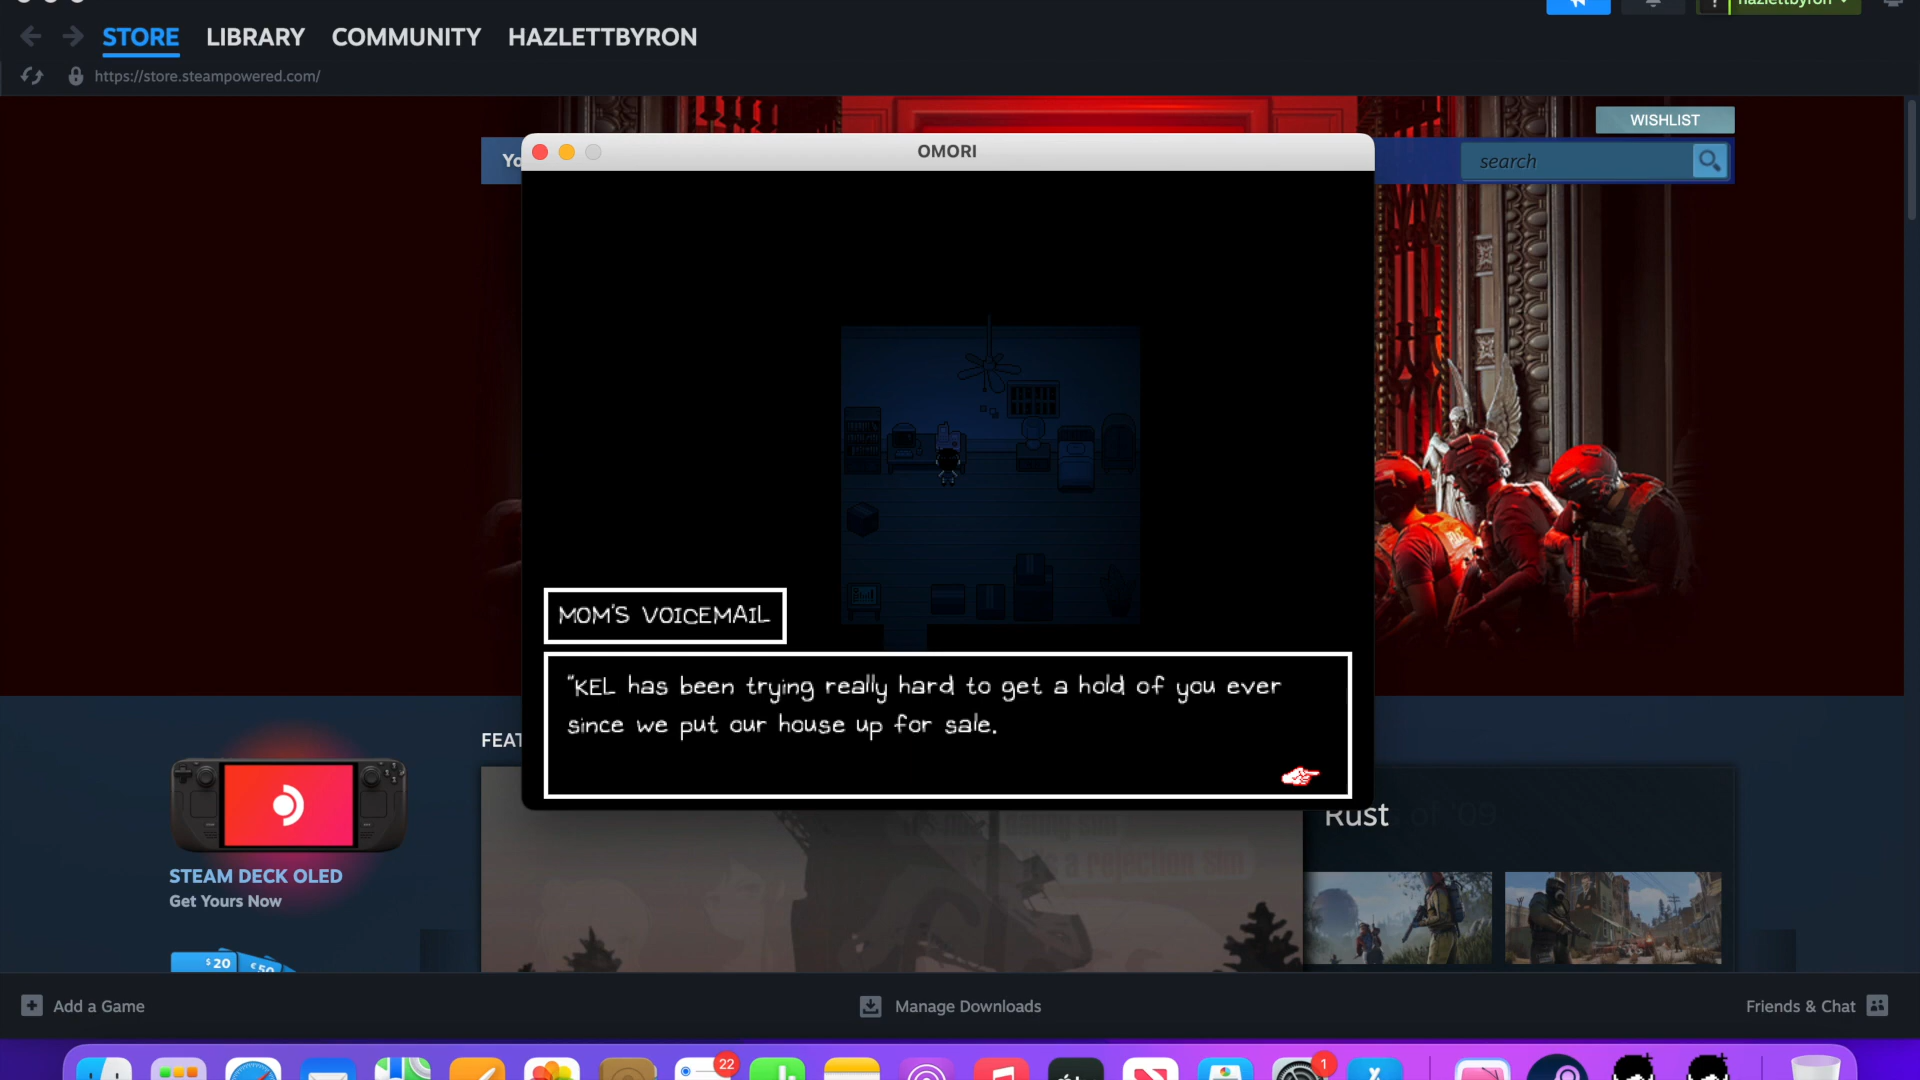 hazlettbyron
STORE LIBRARY COMMUNITY HAZLETTBYRON
https://store.steampowered.com/
WISHLIST
Yo
search
OMORI
MOM'S VOICEMAIL
"KEL has been trying really hard to get a hold of you ever
since we put our house up for sale.
FEAT
Rust
STEAM DECK OLED
Get Yours Now
$20
Add a Game
Manage Downloads
Friends & Chat
22
1